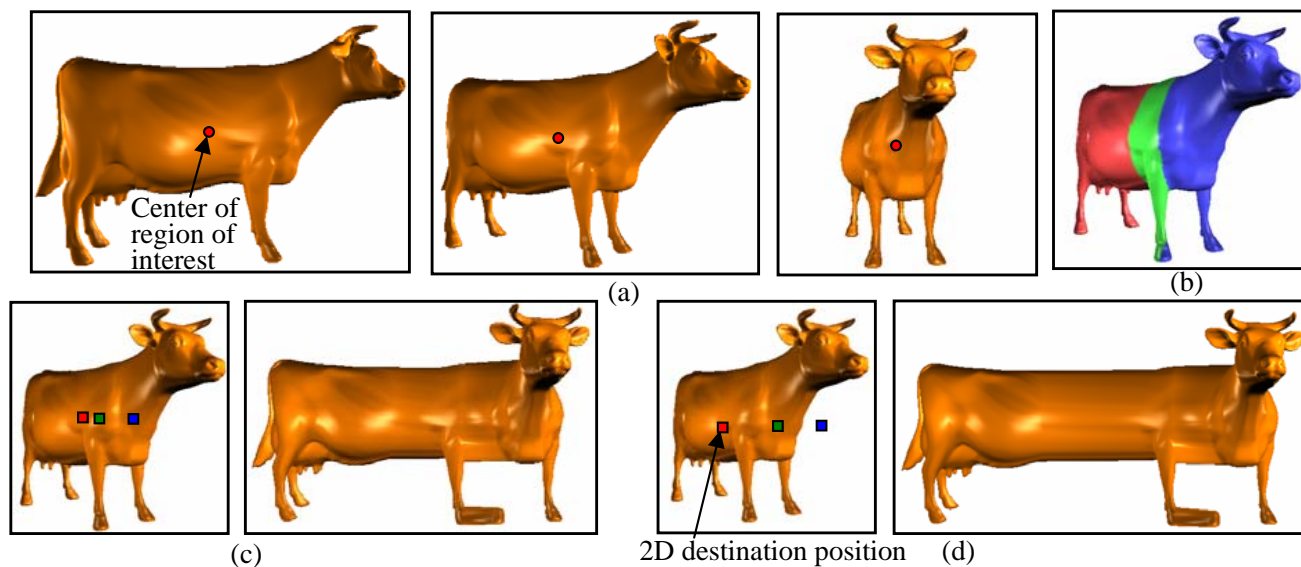 Center of
region of
interest
(a)
(b)
(c)
2D destination position
(d)